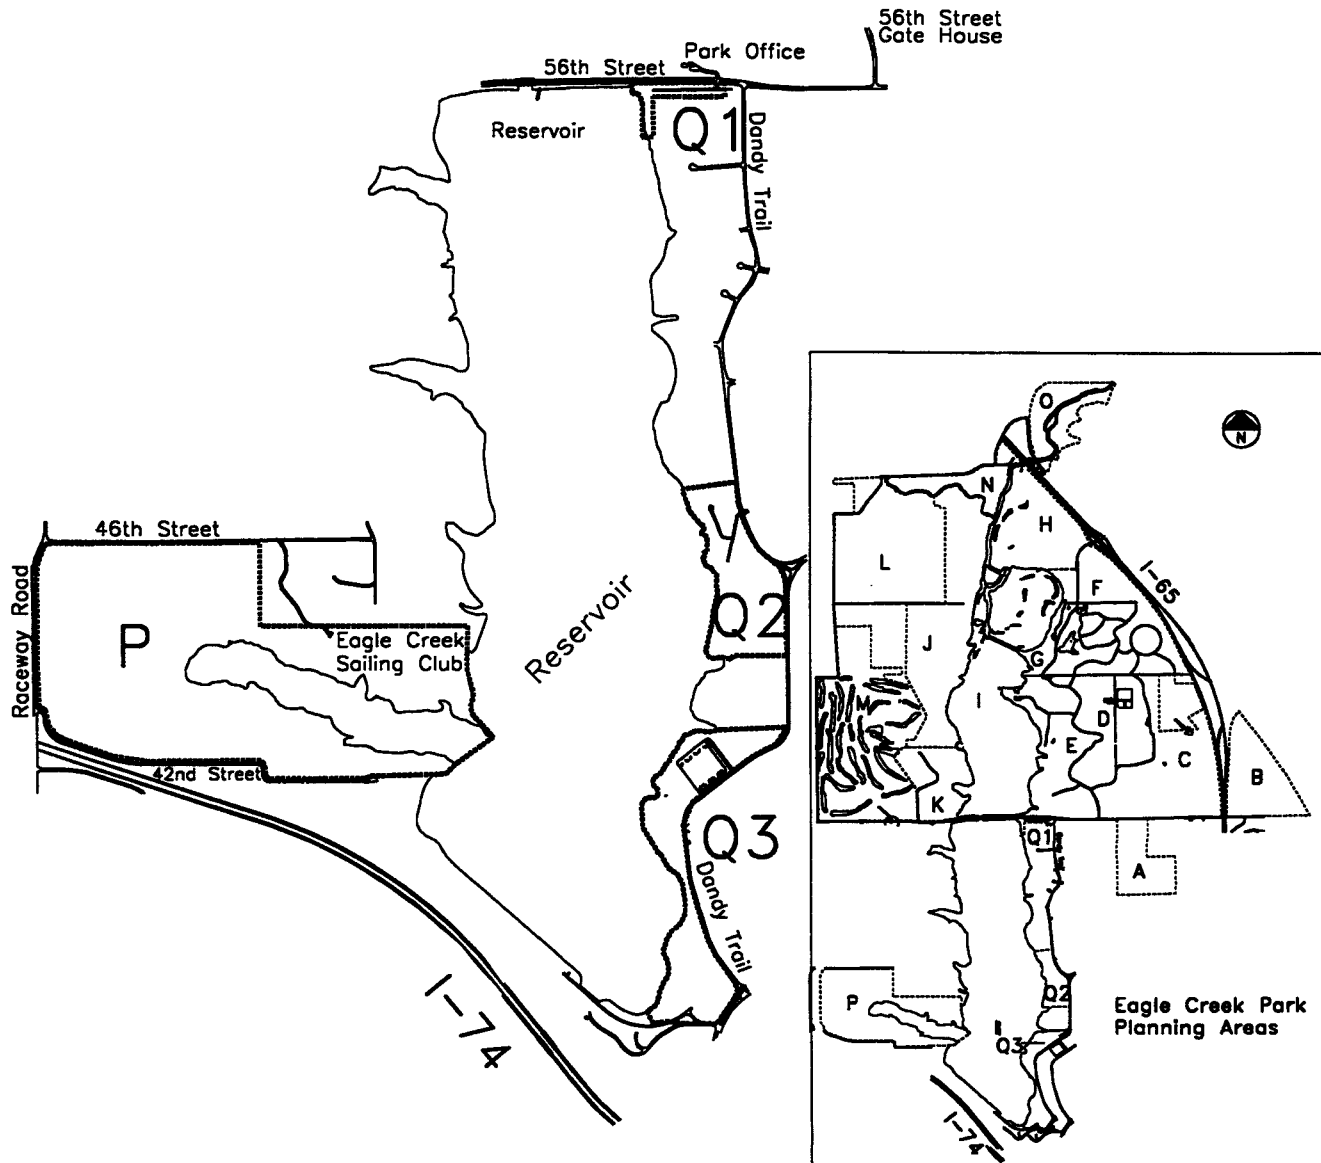 56th Street
Gate House
Park Office
56th Street
Reservoir
Q1
Dandy Trail
46th Street
Raceway Road
P
Eagle Creek
Sailing Club
Reservoir
Q2
42nd Street
Q3
Dandy Trail
I-74
O
N
N
H
I-65
L
F
J
G
M
I
D
E
C
B
K
Q1
A
P
Q2
Q3
Eagle Creek Park
Planning Areas
I-74